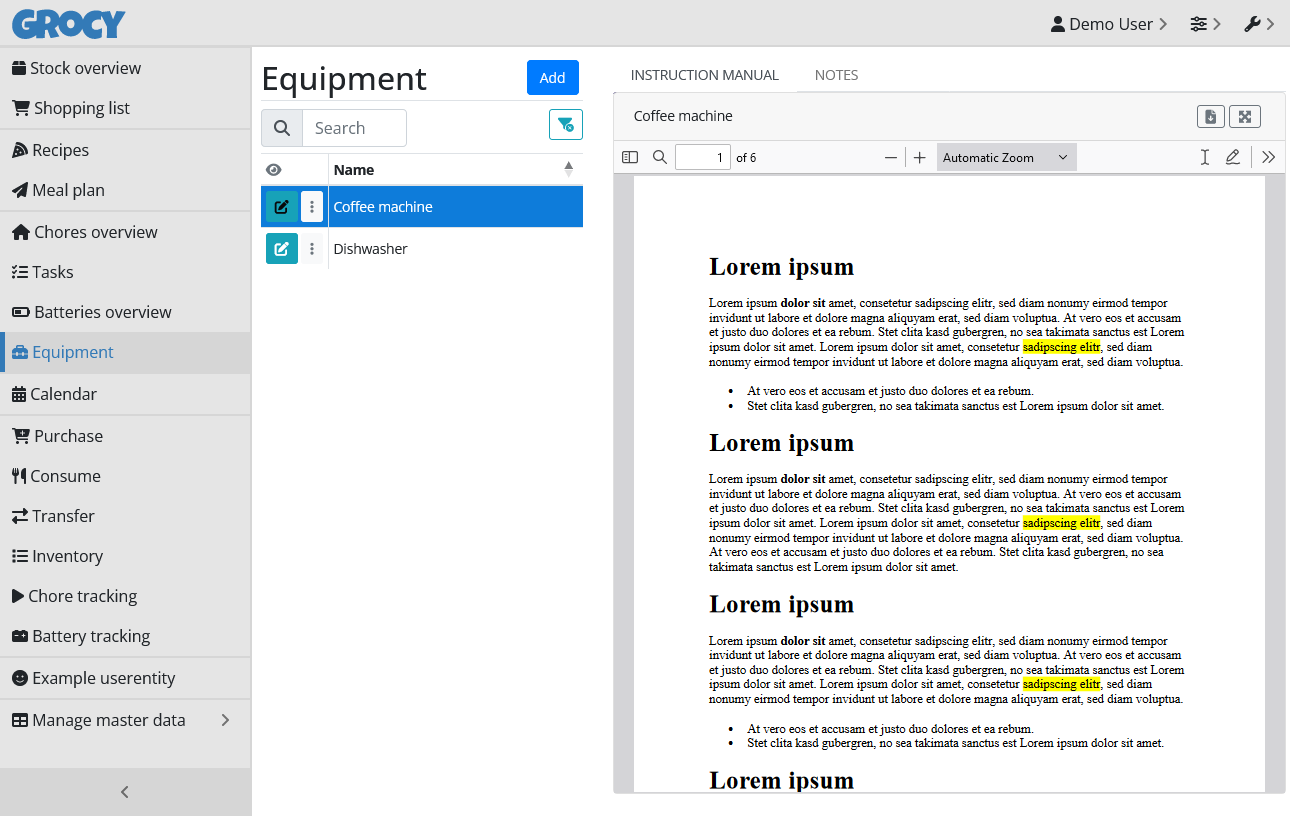 GROCY
Demo User
Stock overview
Shopping list
Recipes
Meal plan
Chores overview
Tasks
Batteries overview
Equipment
Calendar
Purchase
Consume
Transfer
Inventory
Chore tracking
Battery tracking
Example userentity
Manage master data
Equipment
Add
Search
Name
Coffee machine
Dishwasher
INSTRUCTION MANUAL NOTES
Coffee machine
1 of 6 Automatic Zoom
Lorem ipsum
Lorem ipsum dolor sit amet, consetetur sadipscing elitr, sed diam nonumy eirmod tempor
invidunt ut labore et dolore magna aliquyam erat, sed diam voluptua. At vero eos et accusam
et justo duo dolores et ea rebum. Stet clita kasd gubergren, no sea takimata sanctus est Lorem
ipsum dolor sit amet. Lorem ipsum dolor sit amet, consetetur sadipscing elitr, sed diam
nonumy eirmod tempor invidunt ut labore et dolore magna aliquyam erat, sed diam voluptua.
• At vero eos et accusam et justo duo dolores et ea rebum.
• Stet clita kasd gubergren, no sea takimata sanctus est Lorem ipsum dolor sit amet.
Lorem ipsum
Lorem ipsum dolor sit amet, consetetur sadipscing elitr, sed diam nonumy eirmod tempor
invidunt ut labore et dolore magna aliquyam erat, sed diam voluptua. At vero eos et accusam
et justo duo dolores et ea rebum. Stet clita kasd gubergren, no sea takimata sanctus est Lorem
ipsum dolor sit amet. Lorem ipsum dolor sit amet, consetetur sadipscing elitr, sed diam
nonumy eirmod tempor invidunt ut labore et dolore magna aliquyam erat, sed diam voluptua.
At vero eos et accusam et justo duo dolores et ea rebum. Stet clita kasd gubergren, no sea
takimata sanctus est Lorem ipsum dolor sit amet.
Lorem ipsum
Lorem ipsum dolor sit amet, consetetur sadipscing elitr, sed diam nonumy eirmod tempor
invidunt ut labore et dolore magna aliquyam erat, sed diam voluptua. At vero eos et accusam
et justo duo dolores et ea rebum. Stet clita kasd gubergren, no sea takimata sanctus est Lorem
ipsum dolor sit amet. Lorem ipsum dolor sit amet, consetetur sadipscing elitr, sed diam
nonumy eirmod tempor invidunt ut labore et dolore magna aliquyam erat, sed diam voluptua.
• At vero eos et accusam et justo duo dolores et ea rebum.
• Stet clita kasd gubergren, no sea takimata sanctus est Lorem ipsum dolor sit amet.
Lorem ipsum